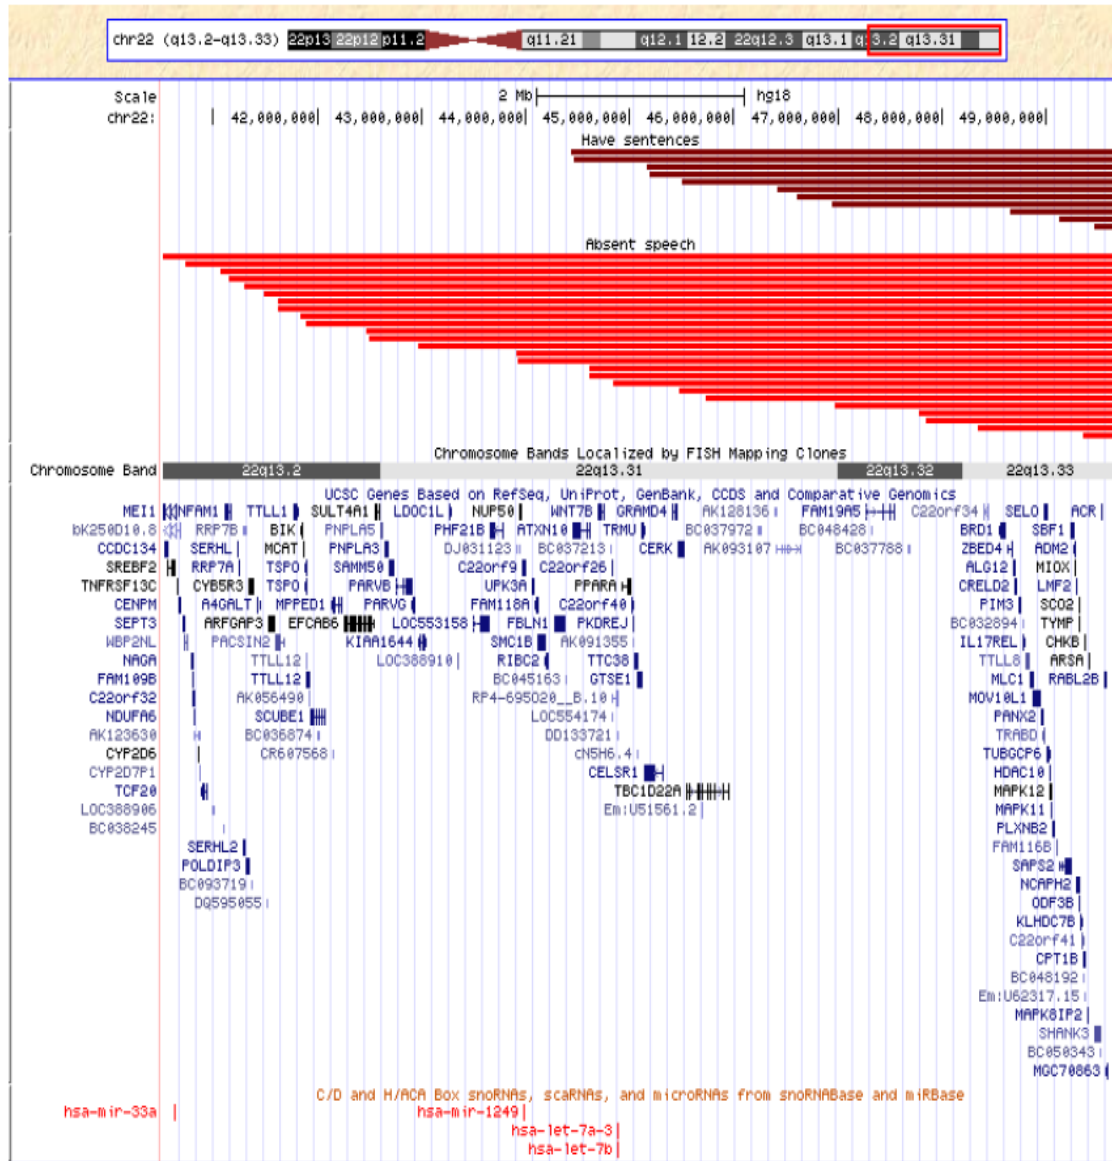 chr22 (q13.2-q13.33) 22p13 22p12 p11.2 q11.21 q12.1 12.2 22q12.3 q13.1 q13.2 q13.31
Scale 2 Mb hg18
chr22: 42,000,000 43,000,000 44,000,000 45,000,000 46,000,000 47,000,000 48,000,000 49,000,000
Have sentences
Absent speech
Chromosome Bands Localized by FISH Mapping Clones
Chromosome Band 22q13.2 22q13.31 22q13.32 22q13.33
UCSC Genes Based on RefSeq, UniProt, GenBank, CCDS and Comparative Genomics
MEI1 NFAM1 TTLL1 SULT4A1 LDOC1L NUP50 WNT7B GRAMD4 AK128136 FAM19A5 C22orf34 SELO ACR
bK250D10.8 RRP7B BIK PNPLA5 PHF21B ATXN10 TRMU BC037972 BC048428 BRD1 SBF1
CCDC134 SERHL MCAT PNPLA3 DJ031123 BC037213 CERK AK093107 BC037788 ZBED4 ADM2
SREBF2 RRP7A TSPO SAMM50 C22orf9 C22orf26 ALG12 MIOX
TNFRSF13C CYB5R3 TSPO PARVB UPK3A PPARA CRELD2 LMF2
CENPM A4GALT MPPED1 PARVG FAM118A C22orf40 PIM3 SCO2
SEPT3 ARFGAP3 EFCAB6 LOC553158 FBLN1 PKDREJ BC032894 TYMP
WBP2NL PACSIN2 KIAA1644 SMC1B AK091355 IL17REL CHKB
NAGA TTLL12 LOC388910 RIBC2 TTC38 TTLL8 ARSA
FAM109B TTLL12 BC045163 GTSE1 MLC1 RABL2B
C22orf32 AK056490 RP4-695O20__B.10 MOV10L1
NDUFA6 SCUBE1 LOC554174 PANX2
AK123630 BC036874 DD133721 TRABD
CYP2D6 CR607568 cN5H6.4 TUBGCP6
CYP2D7P1 CELSR1 HDAC10
TCF20 TBC1D22A MAPK12
LOC388906 Em:U51561.2 MAPK11
BC038245 PLXNB2
SERHL2 FAM116B
POLDIP3 SAPS2
BC093719 NCAPH2
DQ595055 ODF3B
KLHDC7B
C22orf41
CPT1B
BC048192
Em:U62317.15
MAPK8IP2
SHANK3
BC050343
MGC70863
C/D and H/ACA Box snoRNAs, scaRNAs, and microRNAs from snoRNABase and miRBase
hsa-mir-33a hsa-mir-1249
hsa-let-7a-3
hsa-let-7b